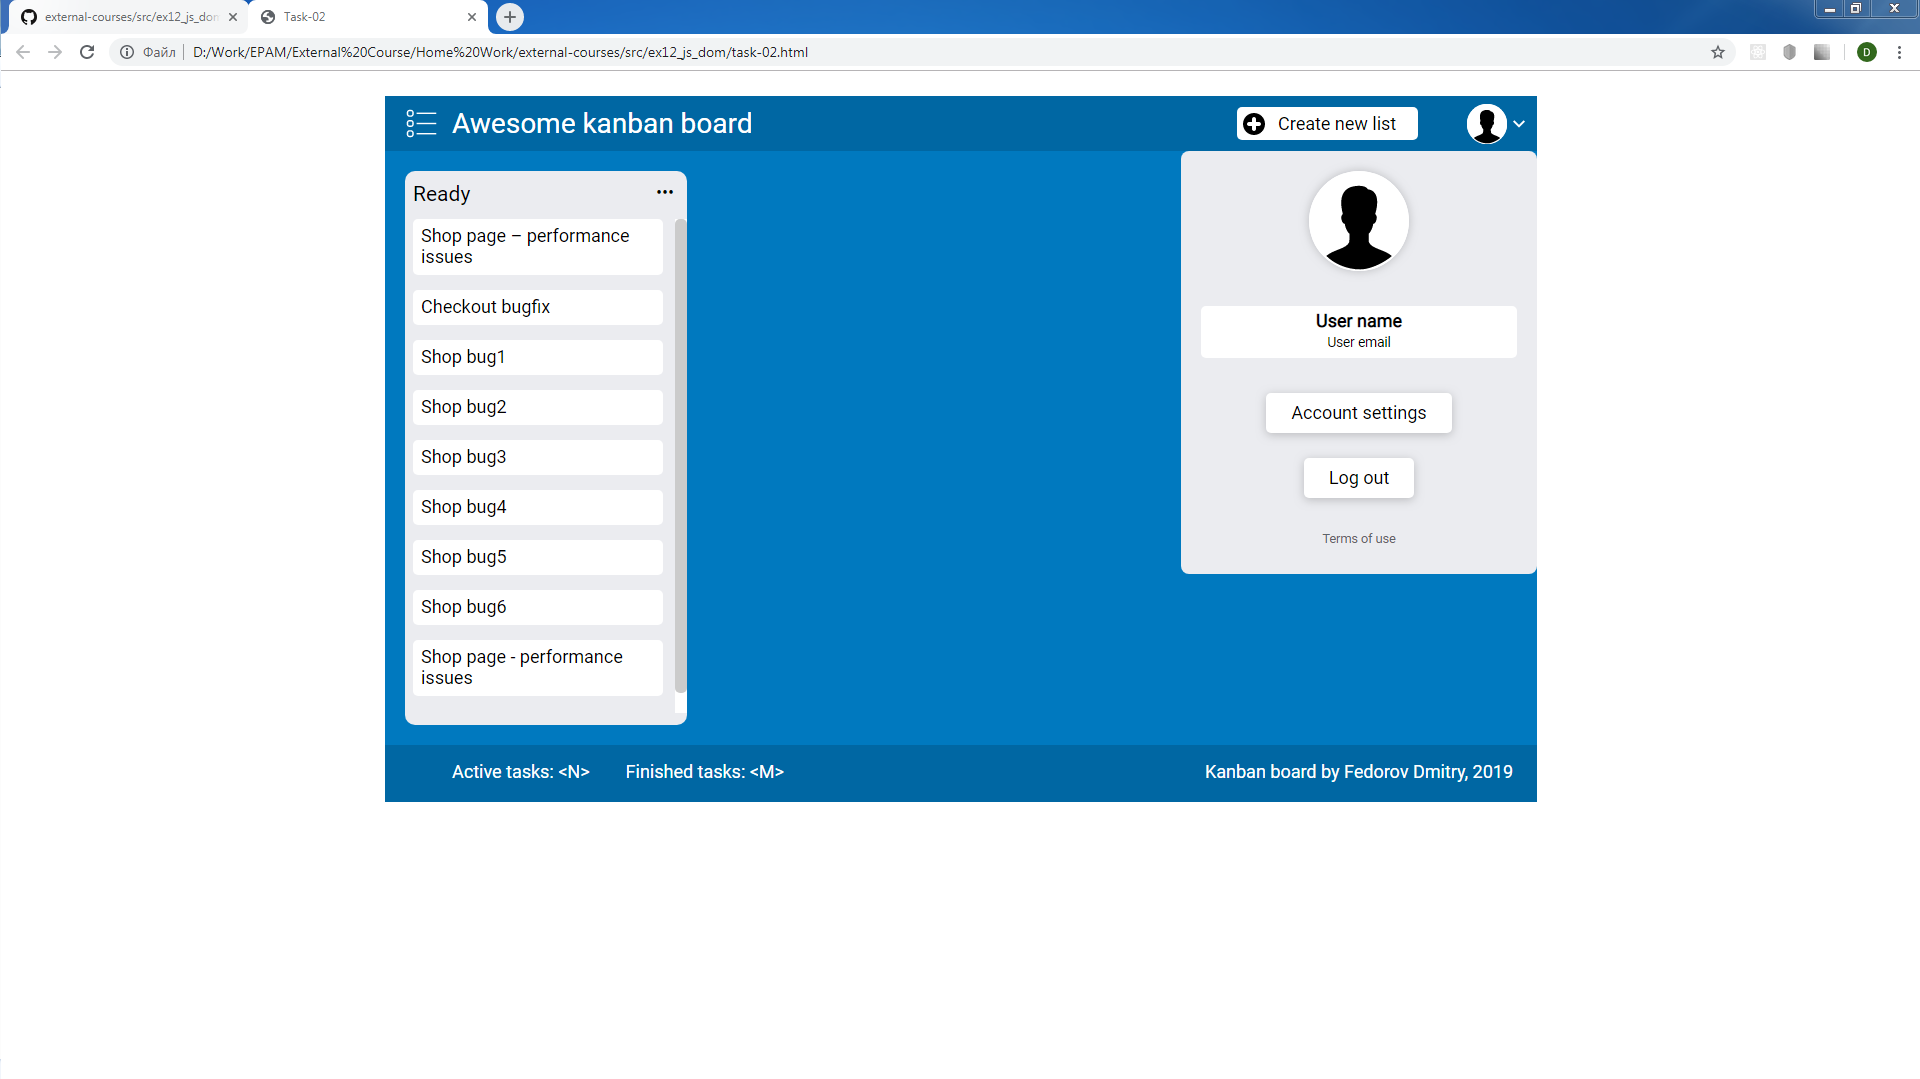 external-courses/src/ex12_js_don
Task-02
Файл
D:/Work/EPAM/External%20Course/Home%20Work/external-courses/src/ex12_js_dom/task-02.html
D
Awesome kanban board
Create new list
Ready
Shop page – performance
issues
Checkout bugfix
Shop bug1
Shop bug2
Shop bug3
Shop bug4
Shop bug5
Shop bug6
Shop page - performance
issues
User name
User email
Account settings
Log out
Terms of use
Active tasks: <N>
Finished tasks: <M>
Kanban board by Fedorov Dmitry, 2019